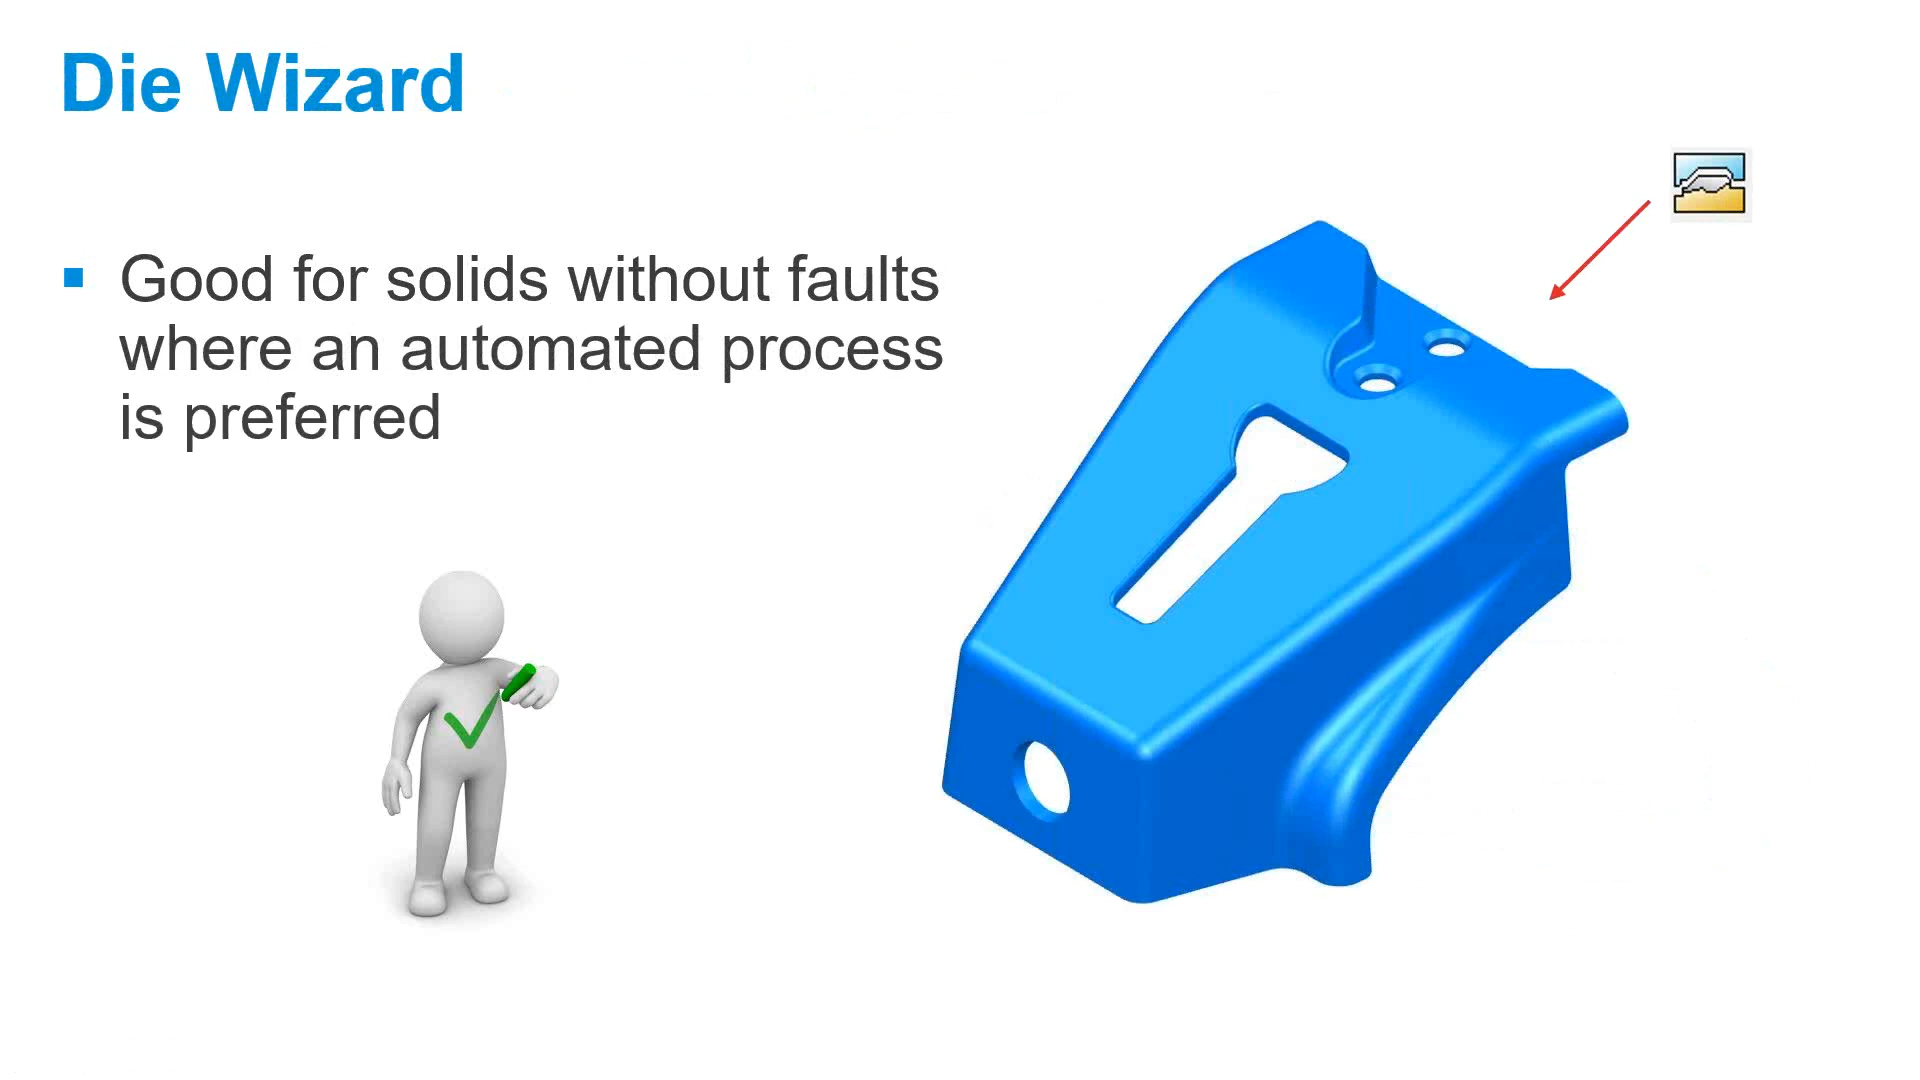 Die Wizard
Good for solids without faults
where an automated process
is preferred